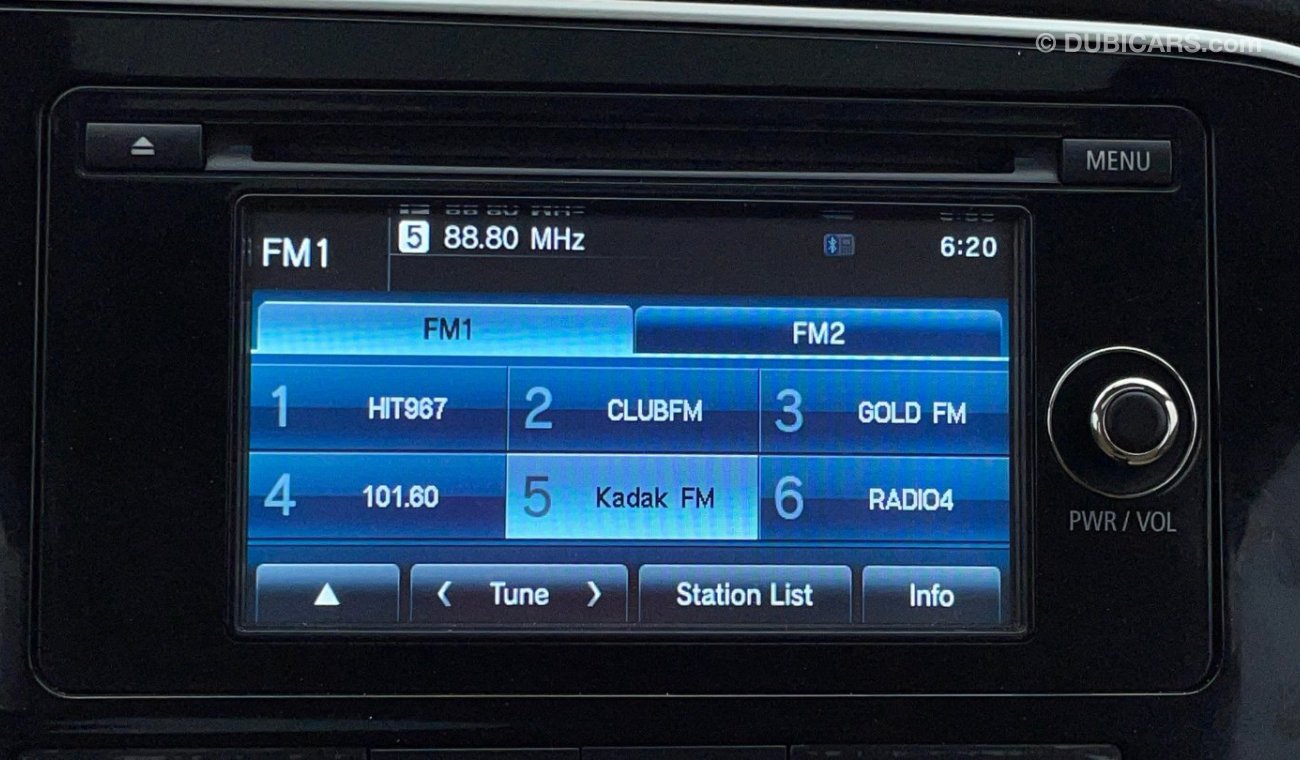 © DUBICARS.com
MENU
FM1
5 88.80 MHz
6:20
FM1 FM2
1 HIT967 2 CLUBFM 3 GOLD FM
4 101.60 5 Kadak FM 6 RADIO4
PWR / VOL
Tune Station List Info